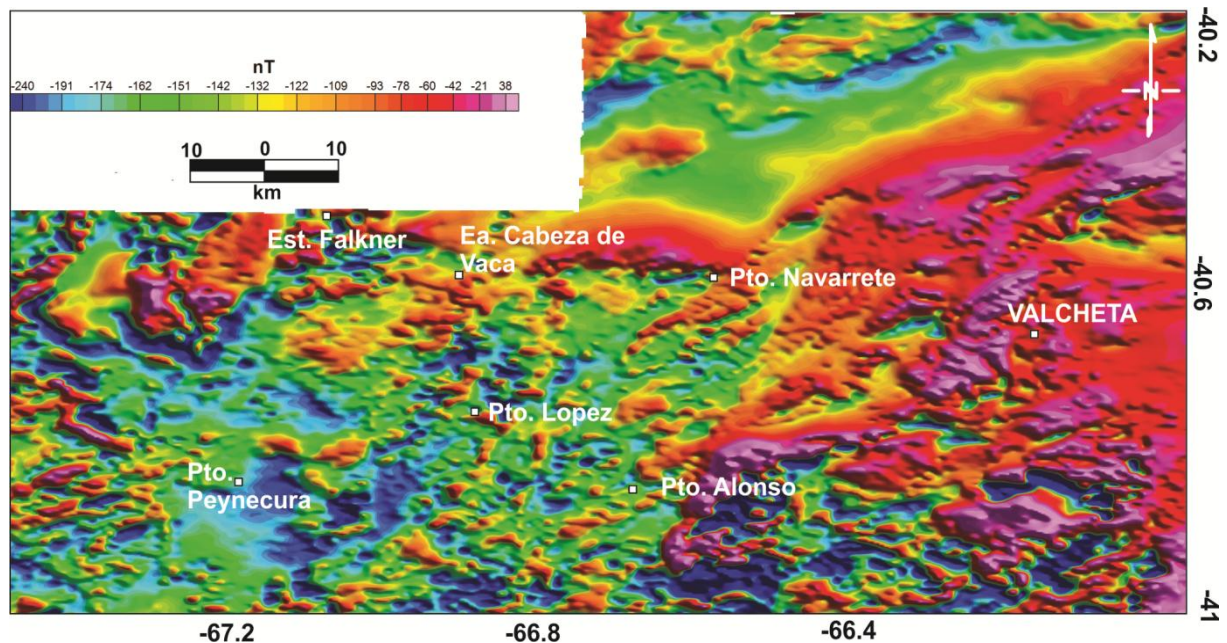 nT
-240 -191 -174 -162 -151 -142 -132 -122 -109 -93 -78 -60 -42 -21 38
10 0 10
km
N
-40.2
Est. Falkner
Ea. Cabeza de
Vaca
Pto. Navarrete
-40.6
VALCHETA
Pto. Lopez
Pto.
Peynecura
Pto. Alonso
-41
-67.2 -66.8 -66.4